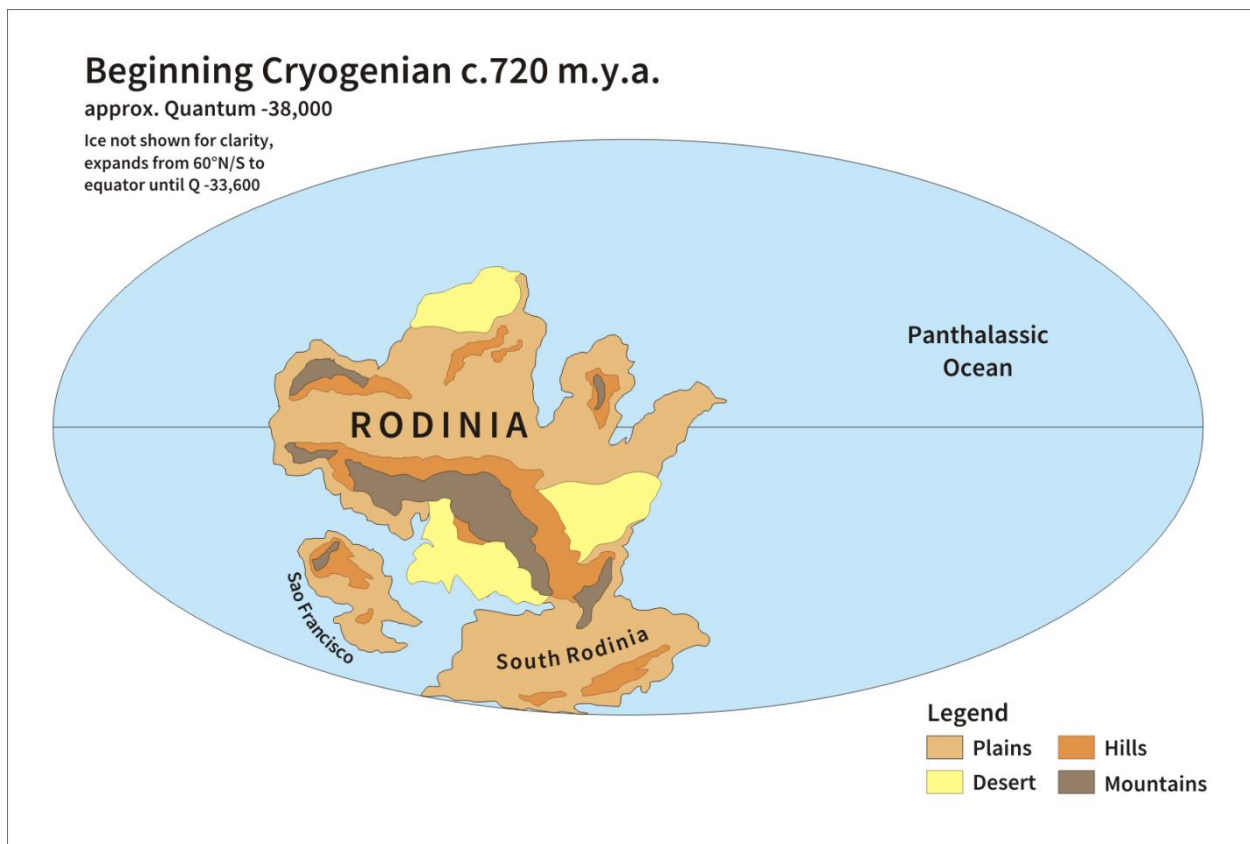 Beginning Cryogenian c.720 m.y.a.
approx. Quantum -38,000
Ice not shown for clarity,
expands from 60°N/S to
equator until Q -33,600
Panthalassic
Ocean
RODINIA
Sao Francisco
South Rodinia
Legend
Plains
Hills
Desert
Mountains